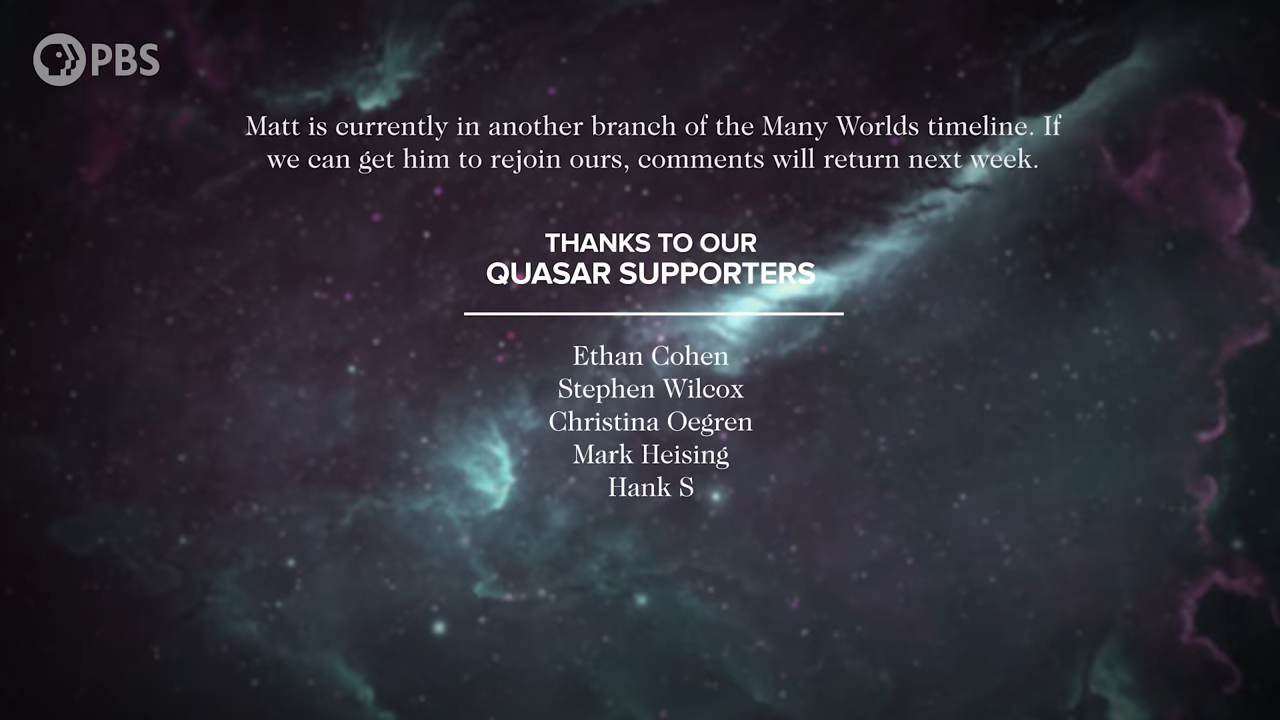 PBS
Matt is currently in another branch of the Many Worlds timeline. If
we can get him to rejoin ours, comments will return next week.
THANKS TO OUR
QUASAR SUPPORTERS
Ethan Cohen
Stephen Wilcox
Christina Oegren
Mark Heising
Hank S